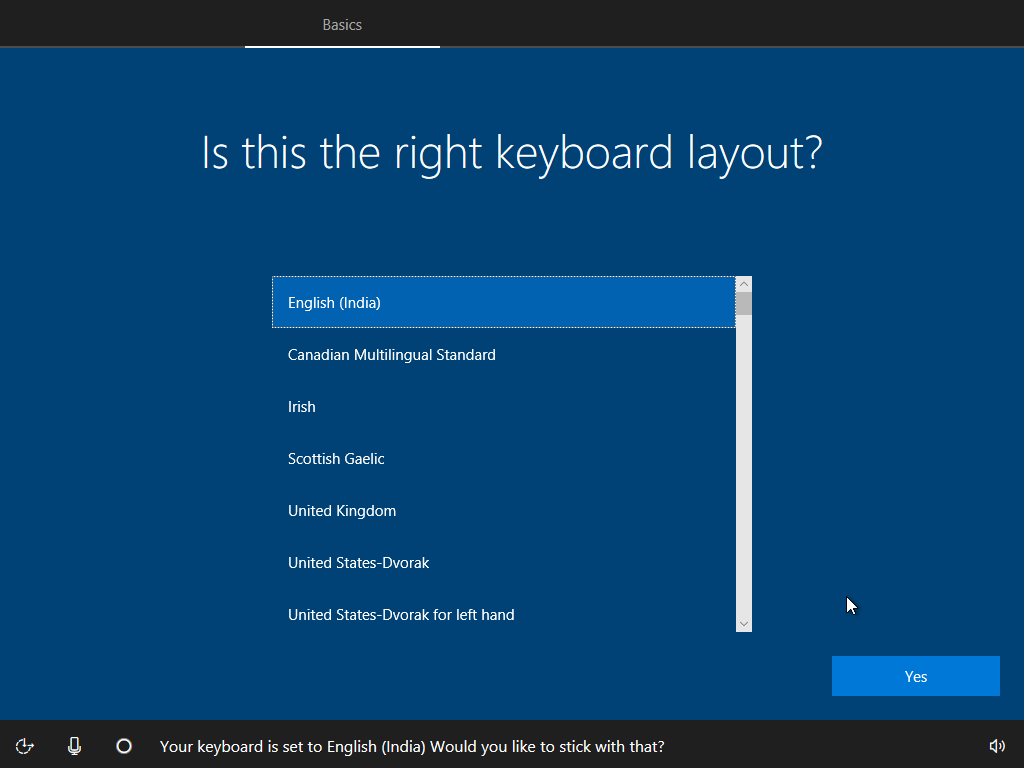 Basics
Is this the right keyboard layout?
English (India)
Canadian Multilingual Standard
Irish
Scottish Gaelic
United Kingdom
United States-Dvorak
United States-Dvorak for left hand
Yes
Your keyboard is set to English (India) Would you like to stick with that?